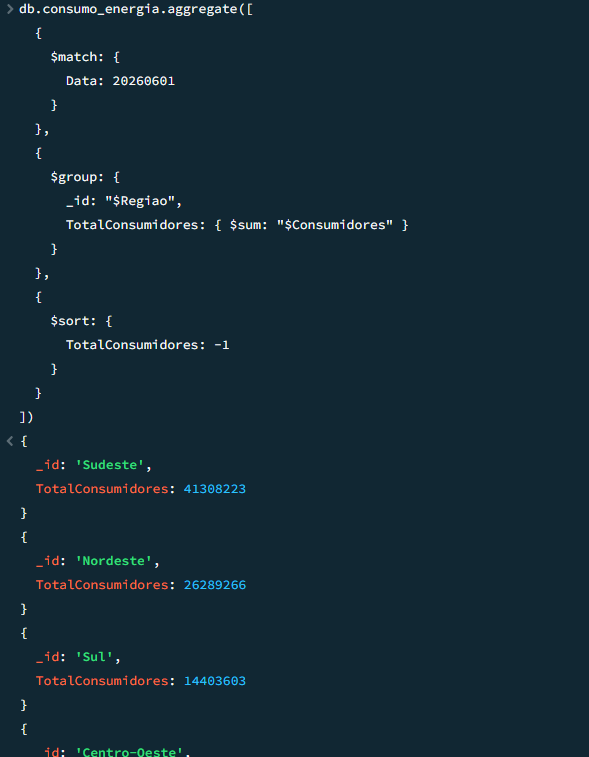 db.consumo_energia.aggregate([
{
$match: {
Data: 20260601
}
},
{
$group: {
_id: "$Regiao",
TotalConsumidores: { $sum: "$Consumidores" }
}
},
{
$sort: {
TotalConsumidores: -1
}
}
])
{
_id: 'Sudeste',
TotalConsumidores: 41308223
}
{
_id: 'Nordeste',
TotalConsumidores: 26289266
}
{
_id: 'Sul',
TotalConsumidores: 14403603
}
{
_id: 'Centro-Oeste',